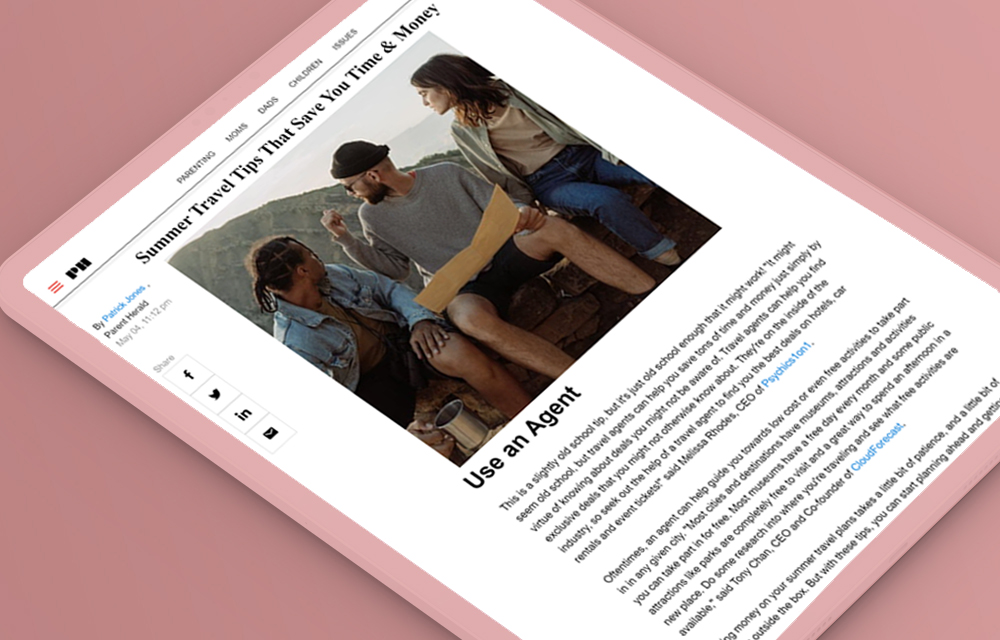 PH
PARENTING MOMS DADS CHILDREN ISSUES
Summer Travel Tips That Save You Time & Money
By Patrick Jones ,
Parent Herald
May 04, 11:12 pm
Share
Use an Agent
This is a slightly old school tip, but it's just old school enough that it might work! "It might
seem old school, but travel agents can help you save tons of time and money just simply by
virtue of knowing about deals you might not be aware of. Travel agents can help you find
exclusive deals that you might not otherwise know about. They're on the inside of the
industry, so seek out the help of a travel agent to find you the best deals on hotels, car
rentals and event tickets!" said Melissa Rhodes, CEO of Psychics1on1.
Oftentimes, an agent can help guide you towards low cost or even free activities to take part
in in any given city. "Most cities and destinations have museums, attractions and activities
you can take part in for free. Most museums have a free day every month and some public
attractions like parks are completely free to visit and a great way to spend an afternoon in a
new place. Do some research into where you're traveling and see what free activities are
available," said Tony Chan, CEO and Co-founder of CloudForecast.
money on your summer travel plans takes a little bit of patience, and a little bit of
outside the box. But with these tips, you can start planning ahead and